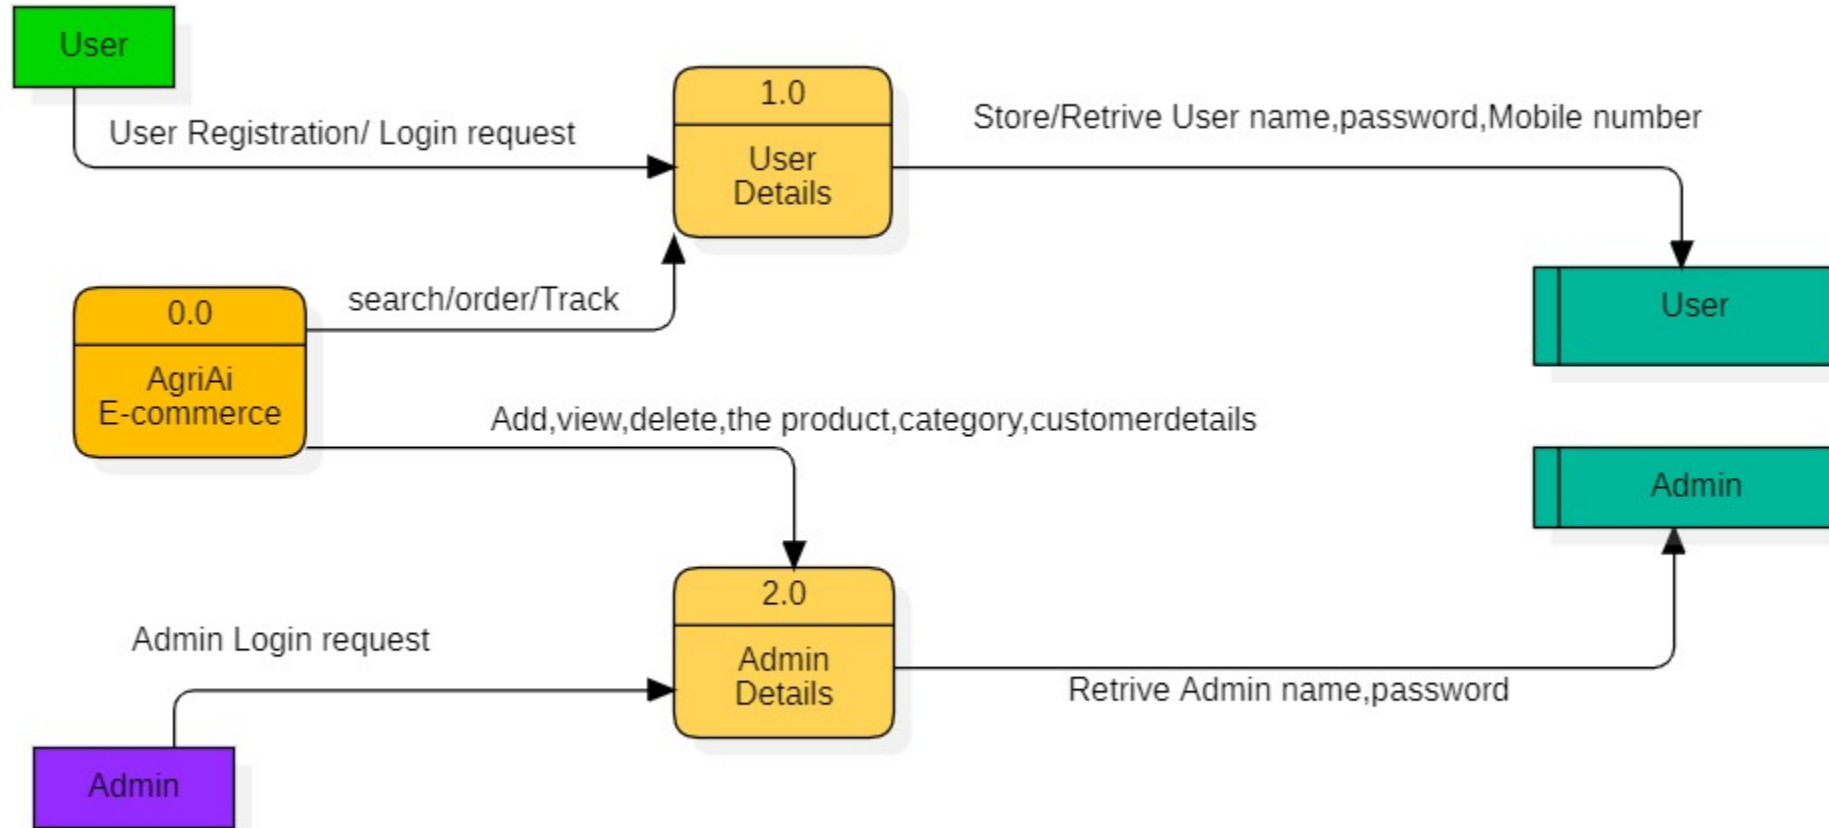 User
1.0
User Registration/ Login request
Store/Retrive User name,password,Mobile number
User
Details
0.0
search/order/Track
User
AgriAi
E-commerce
Add,view,delete,the product,category,customerdetails
Admin
2.0
Admin Login request
Admin
Details
Retrive Admin name,password
Admin